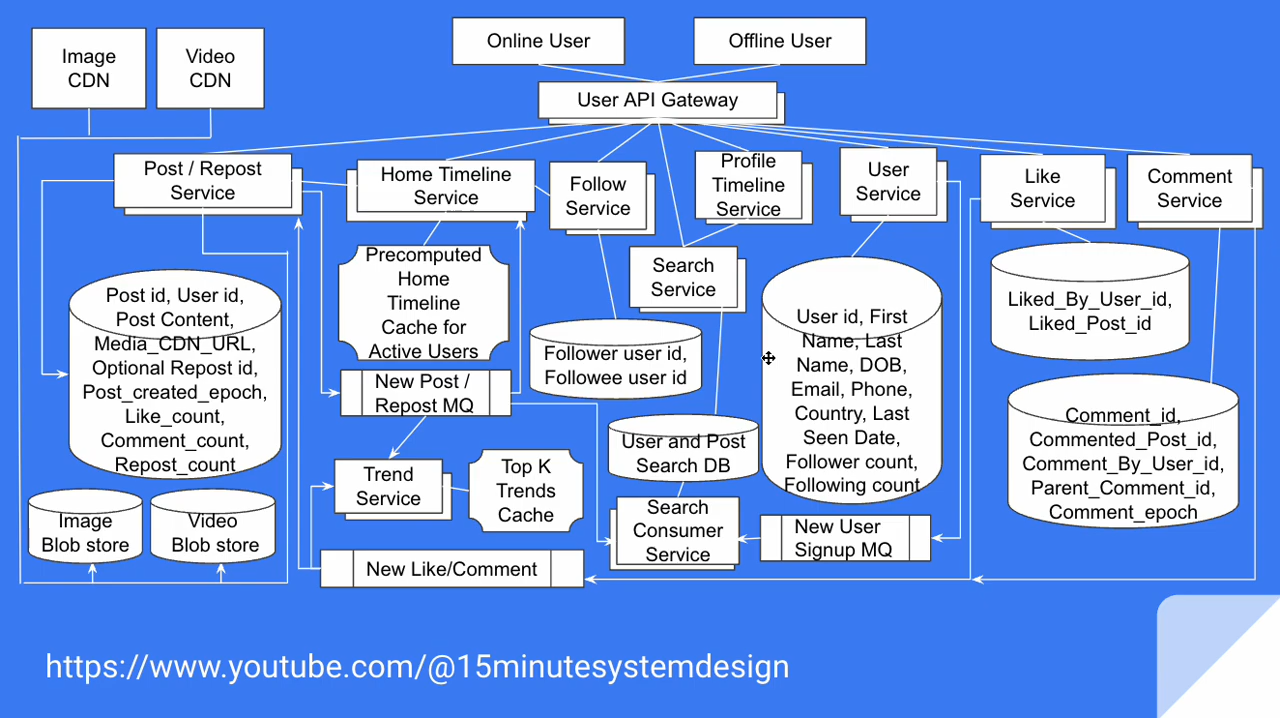 Image
CDN
Video
CDN
Online User
Offline User
User API Gateway
Post / Repost
Service
Home Timeline
Service
Follow
Service
Profile
Timeline
Service
User
Service
Like
Service
Comment
Service
Search
Service
Precomputed
Home
Timeline
Cache for
Active Users
Post id, User id,
Post Content,
Media_CDN_URL,
Optional Repost id,
Post_created_epoch,
Like_count,
Comment_count,
Repost_count
Follower user id,
Followee user id
User id, First
Name, Last
Name, DOB,
Email, Phone,
Country, Last
Seen Date,
Follower count,
Following count
Liked_By_User_id,
Liked_Post_id
New Post /
Repost MQ
Comment_id,
Commented_Post_id,
Comment_By_User_id,
Parent_Comment_id,
Comment_epoch
User and Post
Search DB
Trend
Service
Top K
Trends
Cache
Image
Blob store
Video
Blob store
Search
Consumer
Service
New User
Signup MQ
New Like/Comment
https://www.youtube.com/@15minutesystemdesign